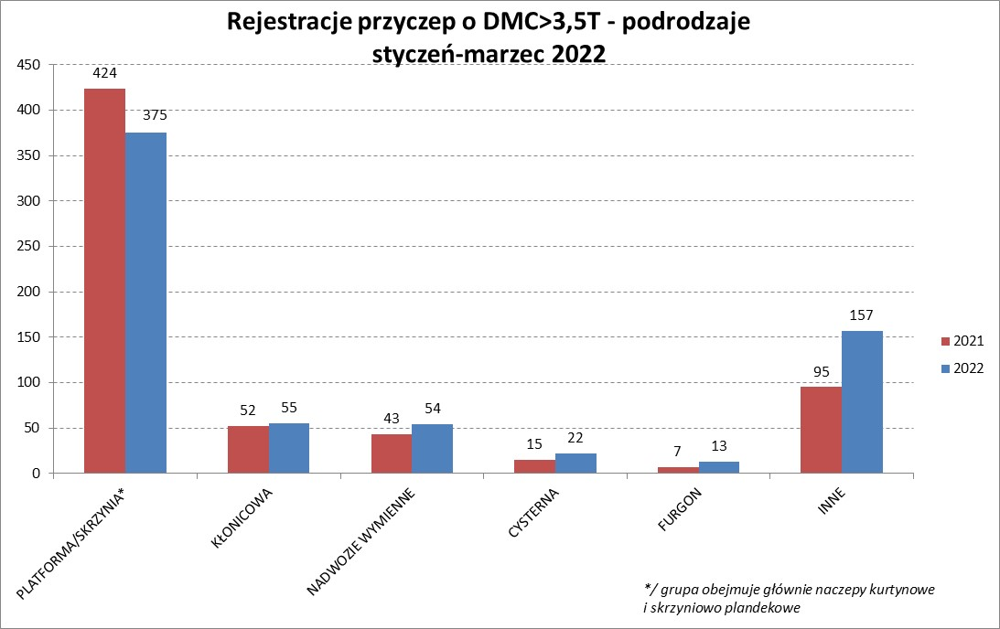 Rejestracje przyczep o DMC>3,5T - podrodzaje
styczeń-marzec 2022
450
400
350
300
250
200
150
100
50
0
424
375
52
55
43
54
15
22
7
13
95
157
2021
2022
PLATFORMA/SKRZYNIA*
KŁONICOWA
NADWOZIE WYMIENNE
CYSTERNA
FURGON
INNE
*/ grupa obejmuje głównie naczepy kurtynowe
i skrzyniowo plandekowe